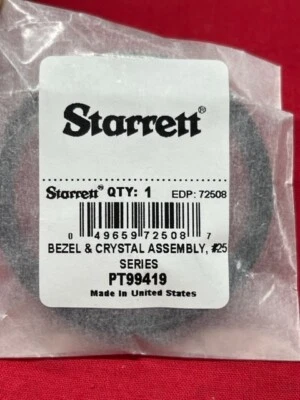 Starrett®
Starrett® QTY: 1 EDP: 72508
0 49659 72508 7
BEZEL & CRYSTAL ASSEMBLY, #25
SERIES
PT99419
Made in United States